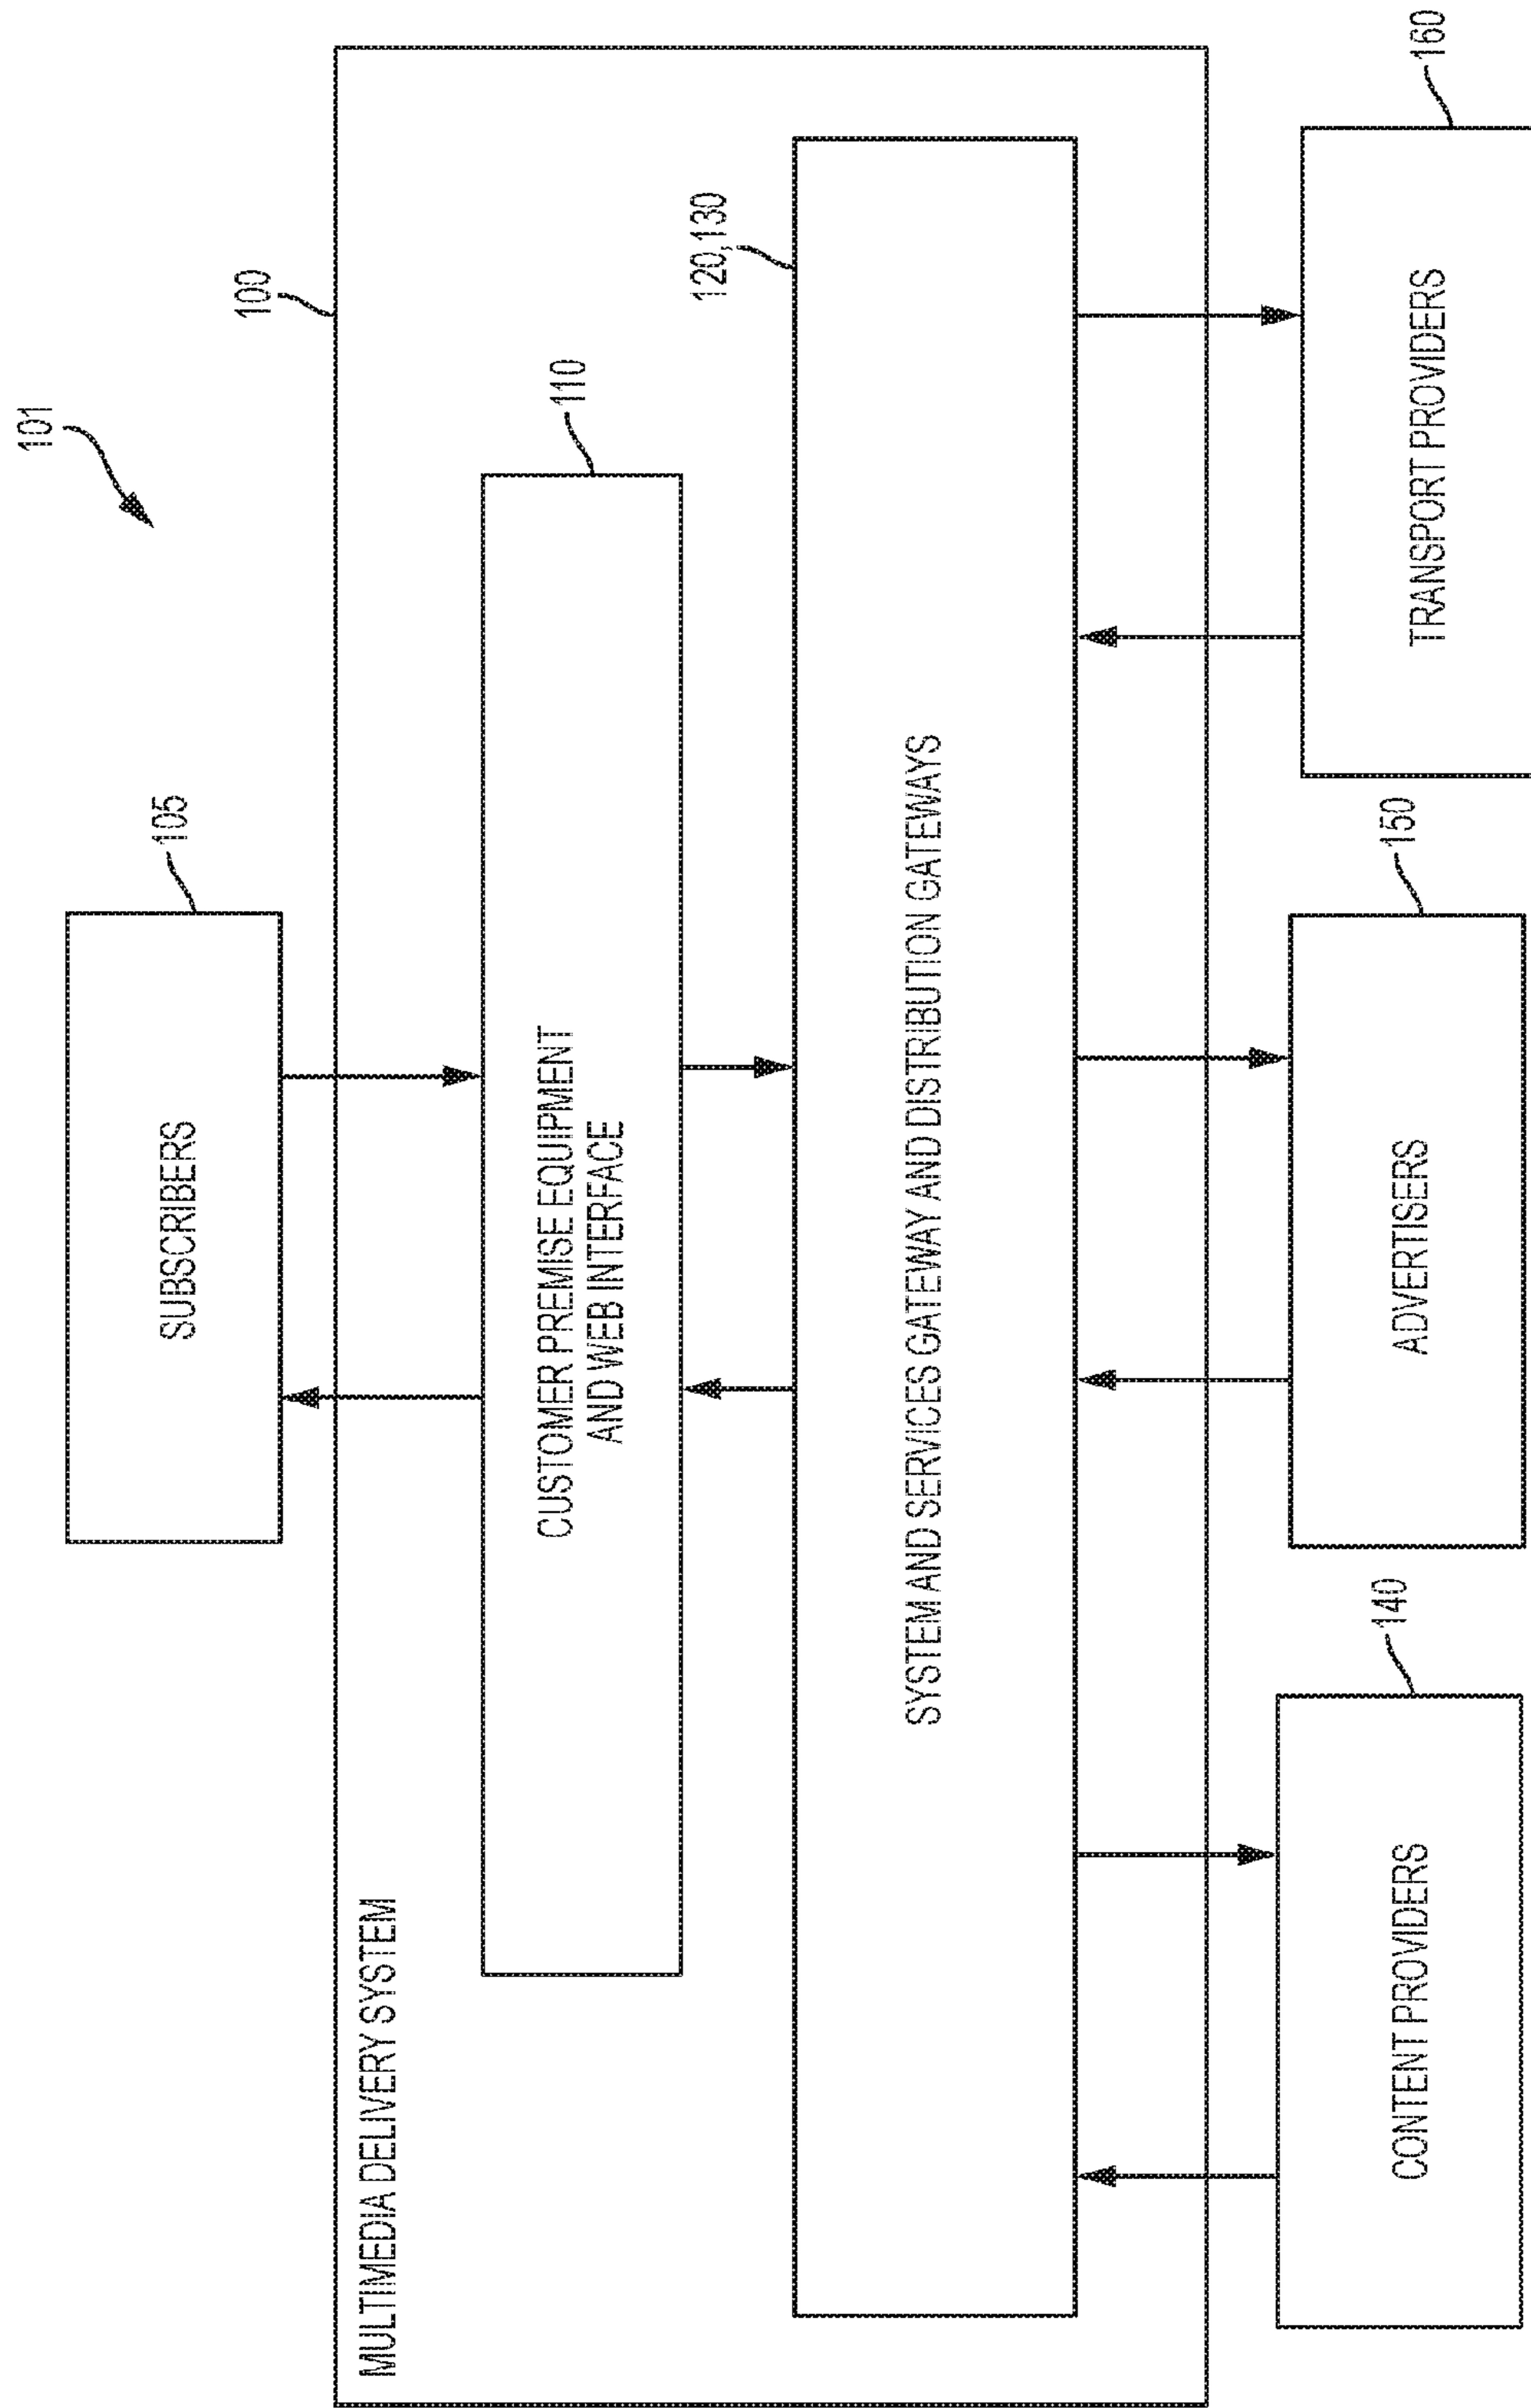 101
SUBSCRIBERS
105
100
MULTIMEDIA DELIVERY SYSTEM
110
CUSTOMER PREMISE EQUIPMENT
AND WEB INTERFACE
120,130
SYSTEM AND SERVICES GATEWAY AND DISTRIBUTION GATEWAYS
140
CONTENT PROVIDERS
150
ADVERTISERS
160
TRANSPORT PROVIDERS